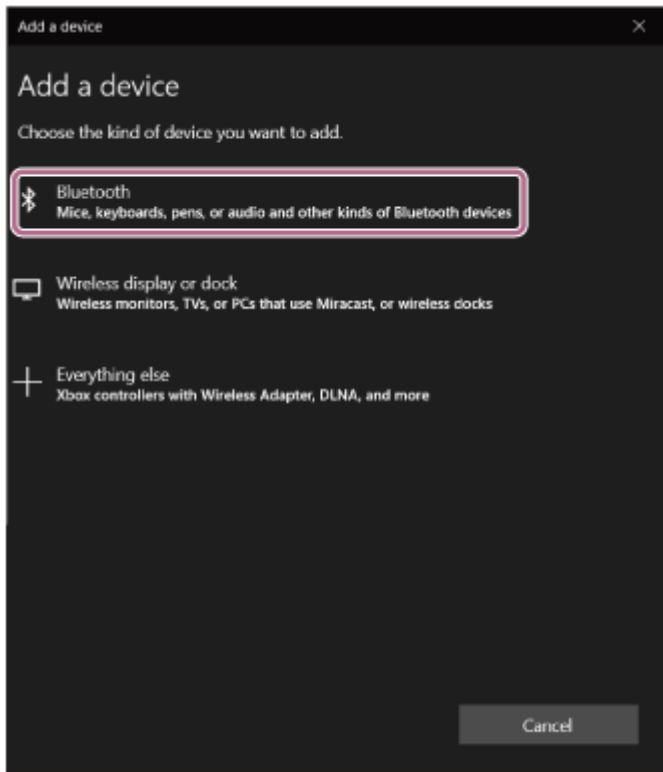 Add a device
Add a device
Choose the kind of device you want to add.
Bluetooth
Mice, keyboards, pens, or audio and other kinds of Bluetooth devices
Wireless display or dock
Wireless monitors, TVs, or PCs that use Miracast, or wireless docks
Everything else
Xbox controllers with Wireless Adapter, DLNA, and more
Cancel